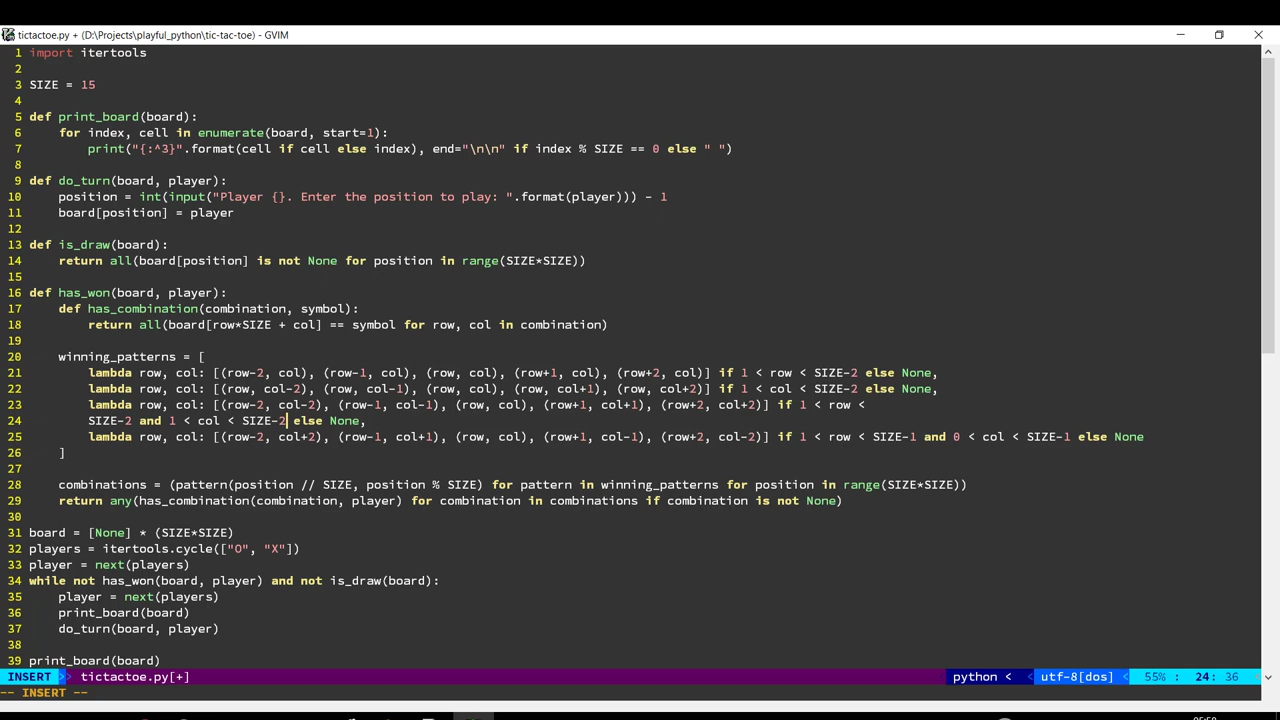 tictactoe.py + (D:\Projects\playful_python\tic-tac-toe) - GVIM
1 import itertools
2
3 SIZE = 15
4
5 def print_board(board):
6     for index, cell in enumerate(board, start=1):
7         print("{:^3}".format(cell if cell else index), end="\n\n" if index % SIZE == 0 else " ")
8
9 def do_turn(board, player):
10     position = int(input("Player {}. Enter the position to play: ".format(player))) - 1
11     board[position] = player
12
13 def is_draw(board):
14     return all(board[position] is not None for position in range(SIZE*SIZE))
15
16 def has_won(board, player):
17     def has_combination(combination, symbol):
18         return all(board[row*SIZE + col] == symbol for row, col in combination)
19
20     winning_patterns = [
21         lambda row, col: [(row-2, col), (row-1, col), (row, col), (row+1, col), (row+2, col)] if 1 < row < SIZE-2 else None,
22         lambda row, col: [(row, col-2), (row, col-1), (row, col), (row, col+1), (row, col+2)] if 1 < col < SIZE-2 else None,
23         lambda row, col: [(row-2, col-2), (row-1, col-1), (row, col), (row+1, col+1), (row+2, col+2)] if 1 < row <
24         SIZE-2 and 1 < col < SIZE-2 else None,
25         lambda row, col: [(row-2, col+2), (row-1, col+1), (row, col), (row+1, col-1), (row+2, col-2)] if 1 < row < SIZE-1 and 0 < col < SIZE-1 else None
26     ]
27
28     combinations = (pattern(position // SIZE, position % SIZE) for pattern in winning_patterns for position in range(SIZE*SIZE))
29     return any(has_combination(combination, player) for combination in combinations if combination is not None)
30
31 board = [None] * (SIZE*SIZE)
32 players = itertools.cycle(["O", "X"])
33 player = next(players)
34 while not has_won(board, player) and not is_draw(board):
35     player = next(players)
36     print_board(board)
37     do_turn(board, player)
38
39 print_board(board)
INSERT > tictactoe.py[+] python < < utf-8[dos] < 55% : 24: 36
-- INSERT --